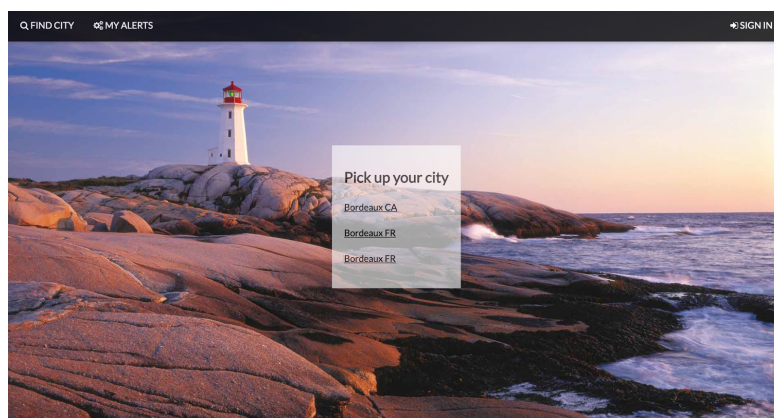 FIND CITY MY ALERTS SIGN IN
Pick up your city
Bordeaux CA
Bordeaux FR
Bordeaux FR